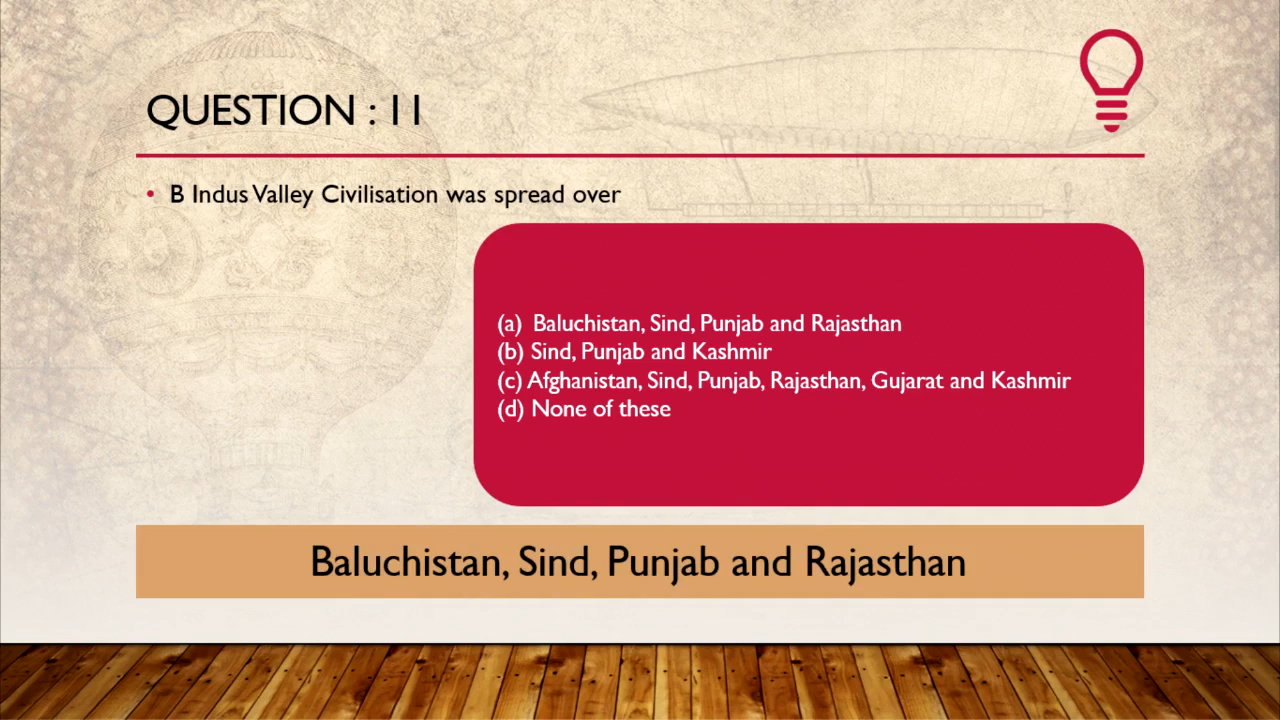 QUESTION : 11
• B Indus Valley Civilisation was spread over
(a) Baluchistan, Sind, Punjab and Rajasthan
(b) Sind, Punjab and Kashmir
(c) Afghanistan, Sind, Punjab, Rajasthan, Gujarat and Kashmir
(d) None of these
Baluchistan, Sind, Punjab and Rajasthan